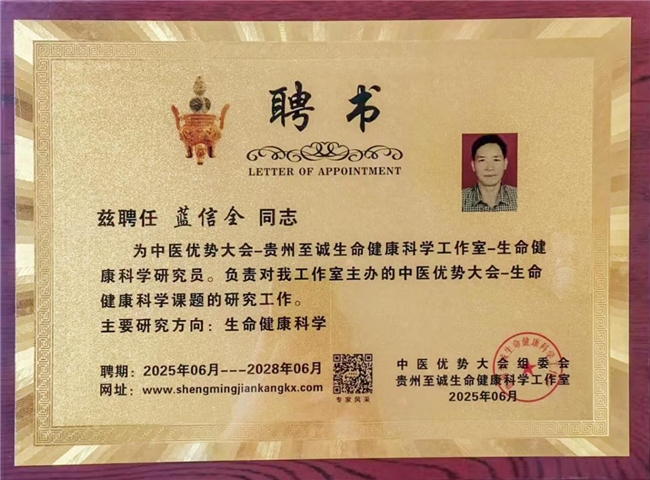 聘书
LETTER OF APPOINTMENT
兹聘任 蓝信全 同志
为中医优势大会-贵州至诚生命健康科学工作室-生命健
康科学研究员。负责对我工作室主办的中医优势大会-生命
健康科学课题的研究工作。
主要研究方向：生命健康科学
聘期：2025年06月---2028年06月
网址：www.shengmingjiankangkx.com
专家风采
中医优势大会组委会
贵州至诚生命健康科学工作室
2025年06月